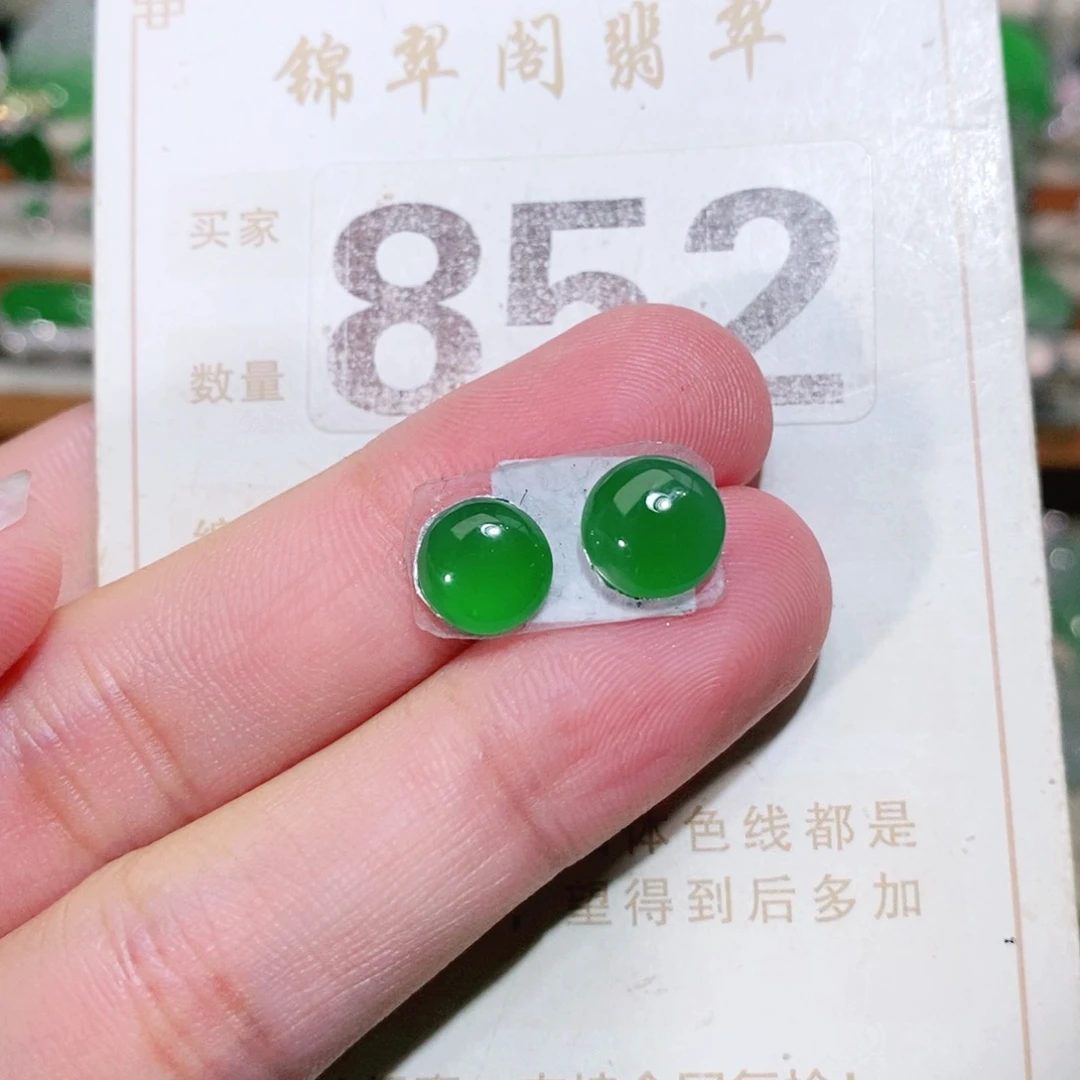 锦翠阁翡翠
买家
852
数量
体色线都是
望得到后多加